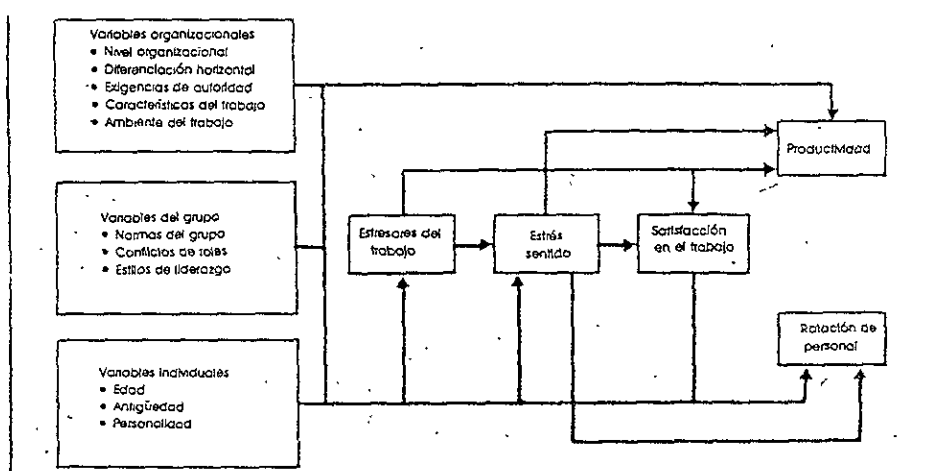 Variables organizacionales
• Nivel organizacional
• Diferenciación horizontal
• Exigencias de autoridad
• Características del trabajo
• Ambiente del trabajo
Variables del grupo
• Normas del grupo
• Conflictos de roles
• Estilos de liderazgo
Variables individuales
• Edad
• Antigüedad
• Personalidad
Estresores del
trabajo
Estrés
sentido
Satisfacción
en el trabajo
Productividad
Rotación de
personal